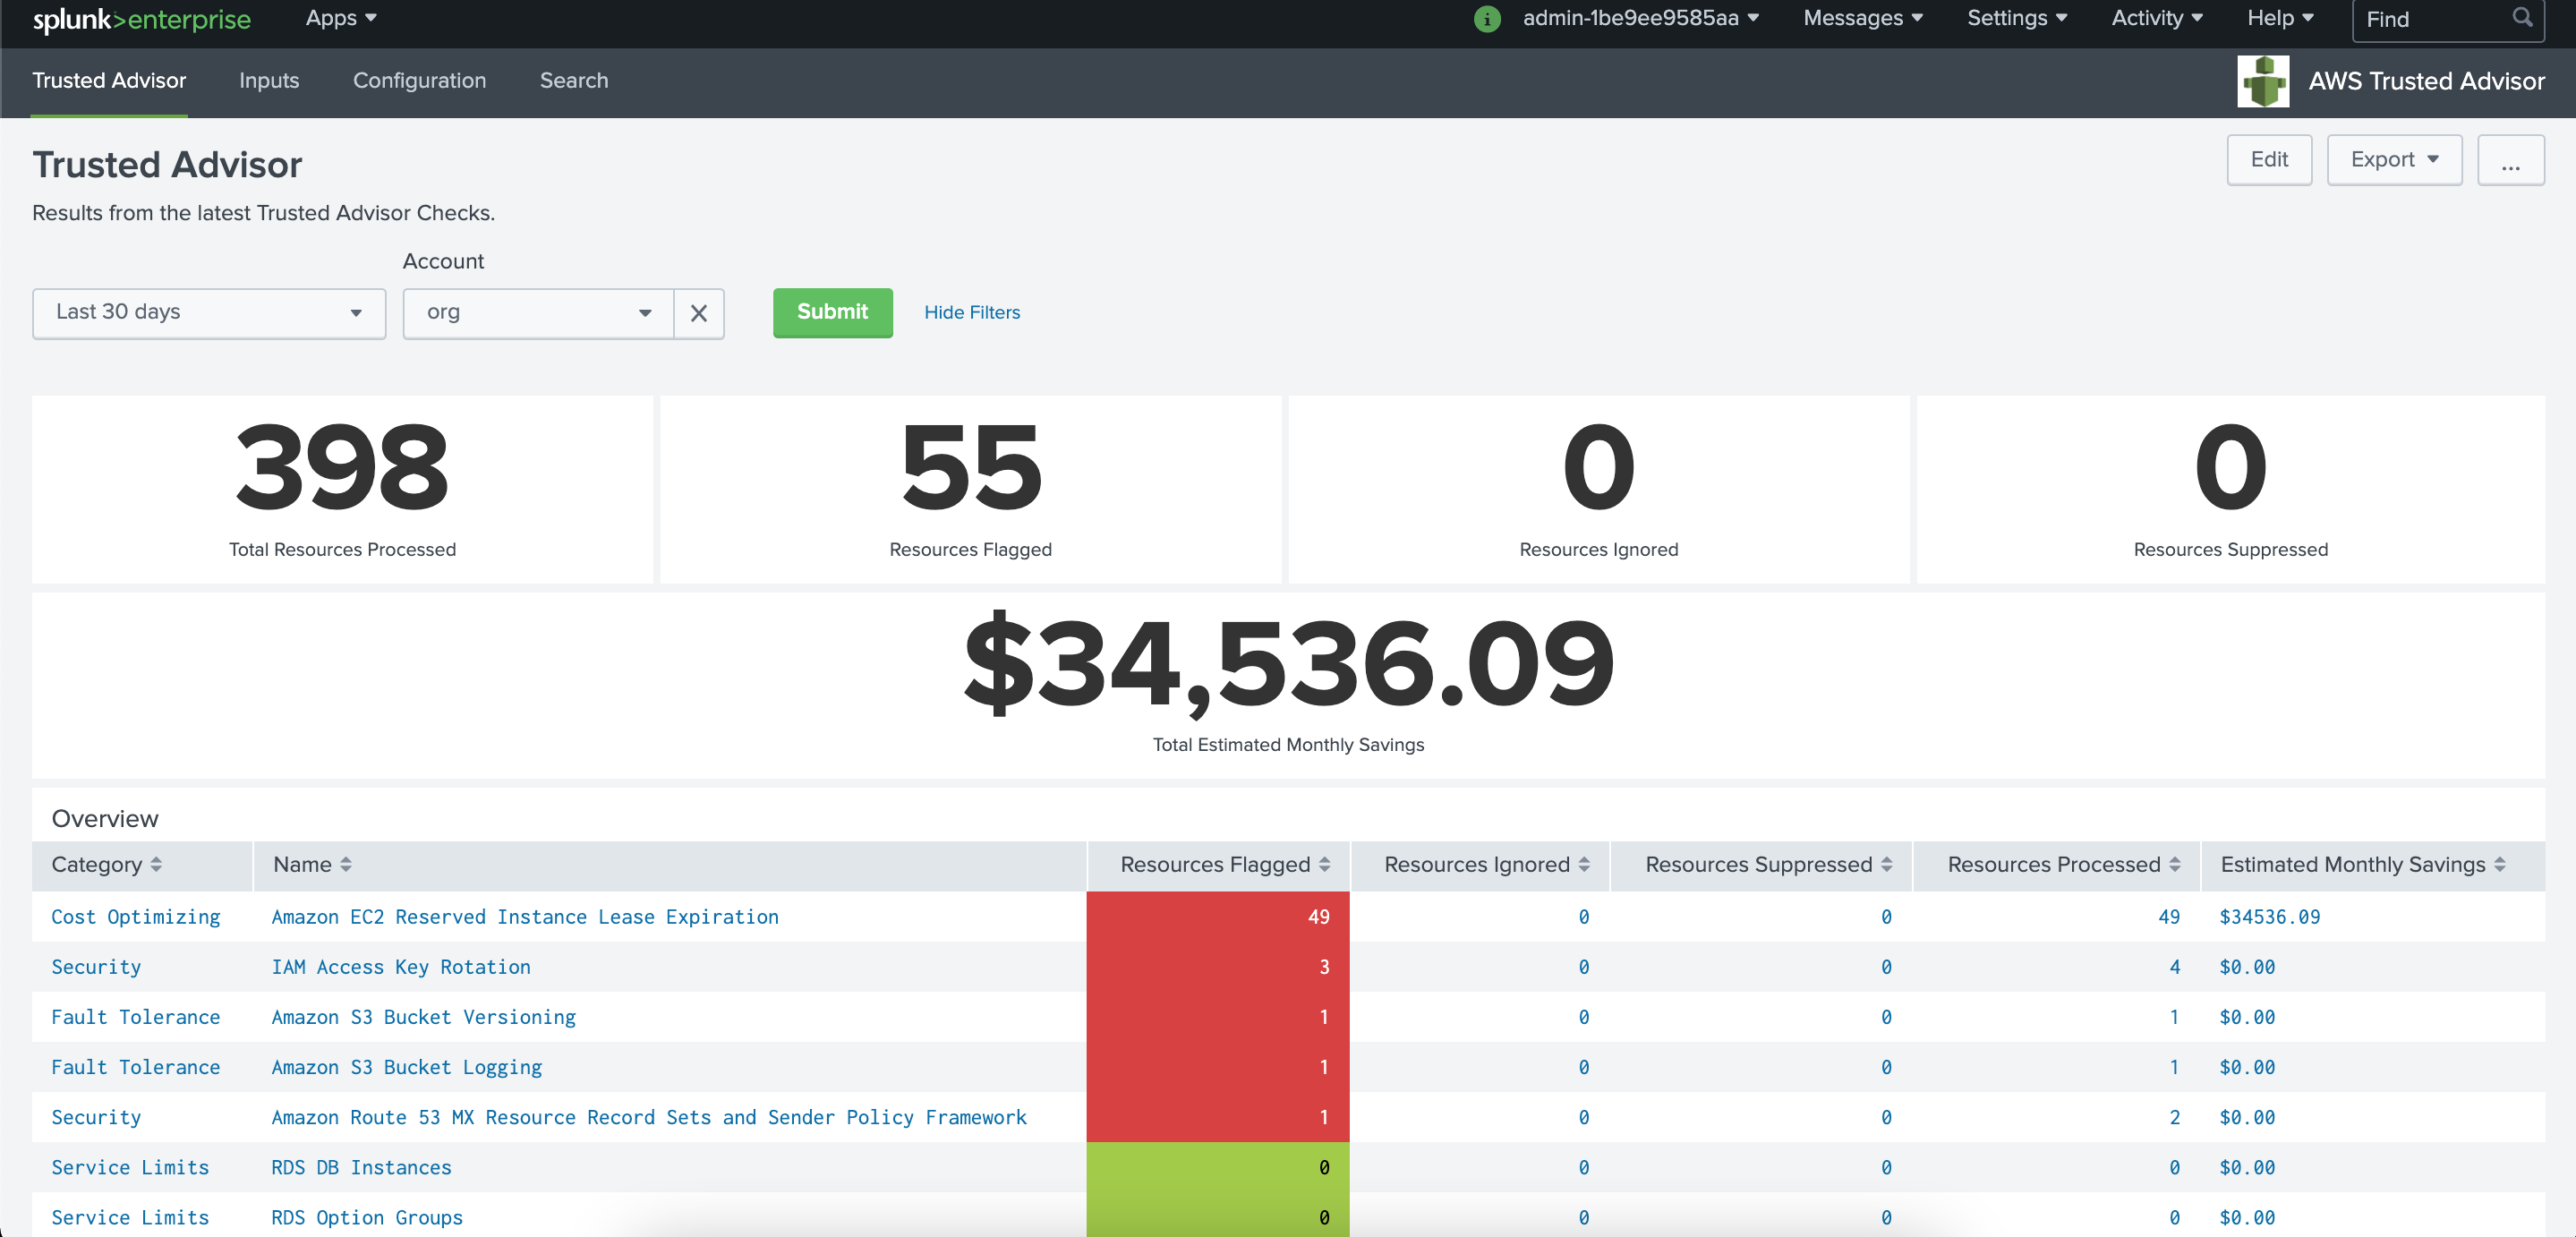 splunk>enterprise Apps i admin-1be9ee9585aa Messages Settings Activity Help Find
Trusted Advisor Inputs Configuration Search AWS Trusted Advisor
Trusted Advisor Edit Export ...
Results from the latest Trusted Advisor Checks.
Account
Last 30 days org Submit Hide Filters
398 55 0 0
Total Resources Processed Resources Flagged Resources Ignored Resources Suppressed
$34,536.09
Total Estimated Monthly Savings
Overview
Category Name Resources Flagged Resources Ignored Resources Suppressed Resources Processed Estimated Monthly Savings
Cost Optimizing Amazon EC2 Reserved Instance Lease Expiration 49 0 0 49 $34536.09
Security IAM Access Key Rotation 3 0 0 4 $0.00
Fault Tolerance Amazon S3 Bucket Versioning 1 0 0 1 $0.00
Fault Tolerance Amazon S3 Bucket Logging 1 0 0 1 $0.00
Security Amazon Route 53 MX Resource Record Sets and Sender Policy Framework 1 0 0 2 $0.00
Service Limits RDS DB Instances 0 0 0 0 $0.00
Service Limits RDS Option Groups 0 0 0 0 $0.00